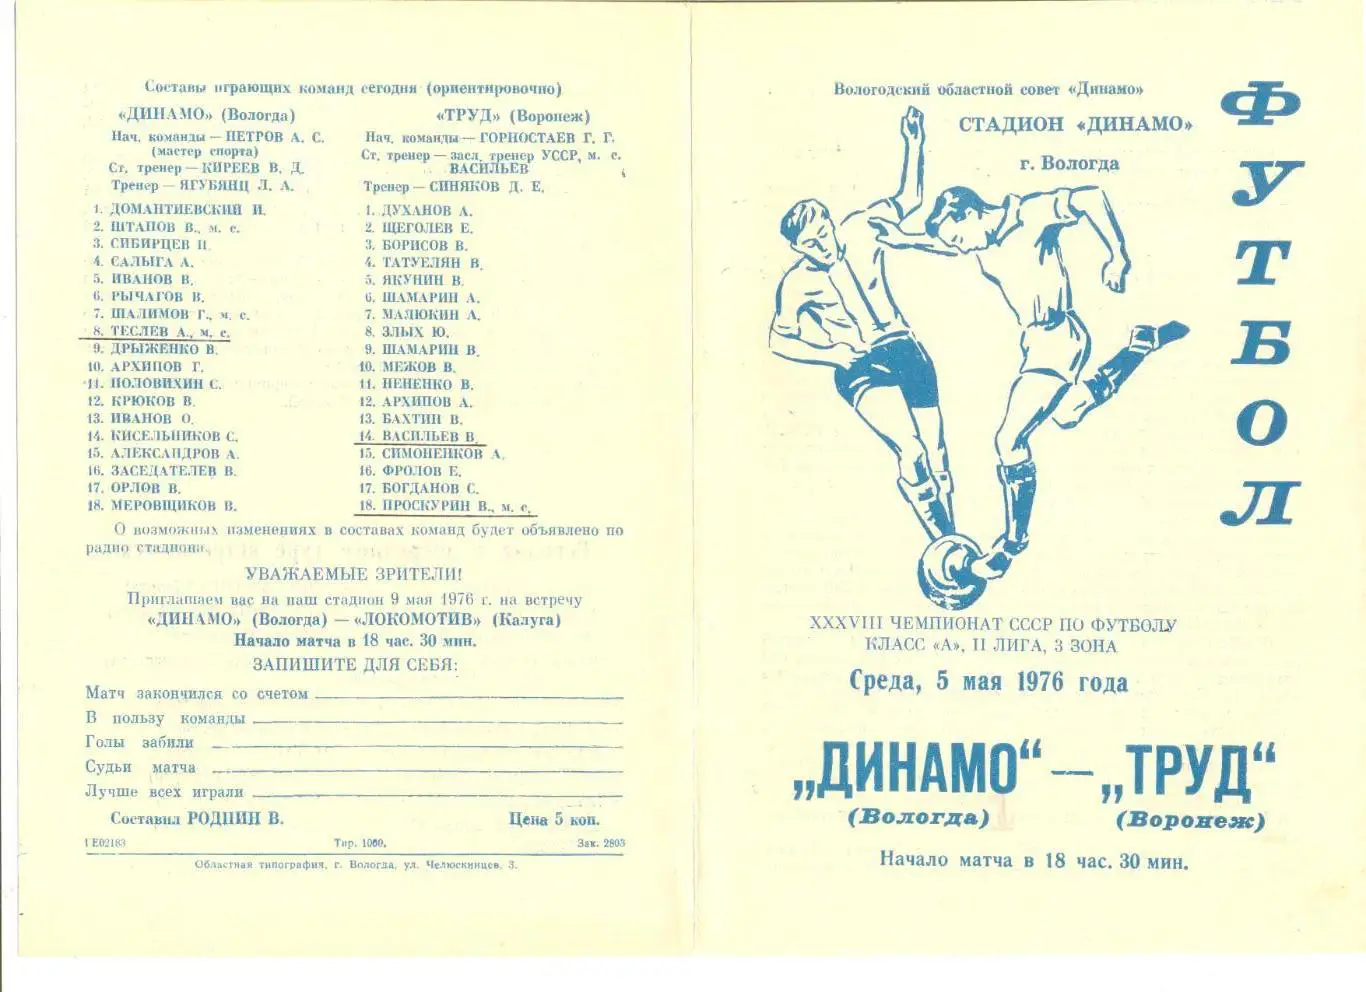 Составы играющих команд сегодня (ориентировочно)
«ДИНАМО» (Вологда)
Нач. команды — ПЕТРОВ А. С.
(мастер спорта)
Ст. тренер — КИРЕЕВ В. Д.
Тренер — ЯГУБЯНЦ Л. А.
1. ДОМАНТИЕВСКИЙ И.
2. ШТАПОВ В., м. с.
3. СИБИРЦЕВ П.
4. САЛЫГА А.
5. ИВАНОВ В.
6. РЫЧАГОВ В.
7. ШАЛИМОВ Г., м. с.
8. ТЕСЛЕВ А., м. с.
9. ДРЫЖЕНКО В.
10. АРХИПОВ Г.
11. ПОЛОВИХИН С.
12. КРЮКОВ В.
13. ИВАНОВ О.
14. КИСЕЛЬНИКОВ С.
15. АЛЕКСАНДРОВ А.
16. ЗАСЕДАТЕЛЕВ В.
17. ОРЛОВ В.
18. МЕРОВЩИКОВ В.
«ТРУД» (Воронеж)
Нач. команды — ГОРНОСТАЕВ Г. Г.
Ст. тренер — засл. тренер УССР, м. с.
ВАСИЛЬЕВ
Тренер — СИНЯКОВ Д. Е.
1. ДУХАНОВ А.
2. ЩЕГОЛЕВ Е.
3. БОРИСОВ В.
4. ТАТУЕЛЯН В.
5. ЯКУНИН В.
6. ШАМАРИН А.
7. МАЛЮКИН А.
8. ЗЛЫХ Ю.
9. ШАМАРИН В.
10. МЕЖОВ В.
11. НЕНЕНКО В.
12. АРХИПОВ А.
13. БАХТИН В.
14. ВАСИЛЬЕВ В.
15. СИМОНЕНКОВ А.
16. ФРОЛОВ Е.
17. БОГДАНОВ С.
18. ПРОСКУРИН В., м. с.
О возможных изменениях в составах команд будет объявлено по
радио стадиона.
УВАЖАЕМЫЕ ЗРИТЕЛИ!
Приглашаем вас на наш стадион 9 мая 1976 г. на встречу
«ДИНАМО» (Вологда) — «ЛОКОМОТИВ» (Калуга)
Начало матча в 18 час. 30 мин.
ЗАПИШИТЕ ДЛЯ СЕБЯ:
Матч закончился со счетом
В пользу команды
Голы забили
Судьи матча
Лучше всех играли
Составил РОДНИН В. Цена 5 коп.
ГЕ02183 Тир. 1000. Зак. 2803
Областная типография, г. Вологда, ул. Челюскинцев, 3.
Вологодский областной совет «Динамо»
СТАДИОН «ДИНАМО»
г. Вологда
ФУТБОЛ
XXXVIII ЧЕМПИОНАТ СССР ПО ФУТБОЛУ
КЛАСС «А», II ЛИГА, 3 ЗОНА
Среда, 5 мая 1976 года
„ДИНАМО“ — „ТРУД“
(Вологда) (Воронеж)
Начало матча в 18 час. 30 мин.